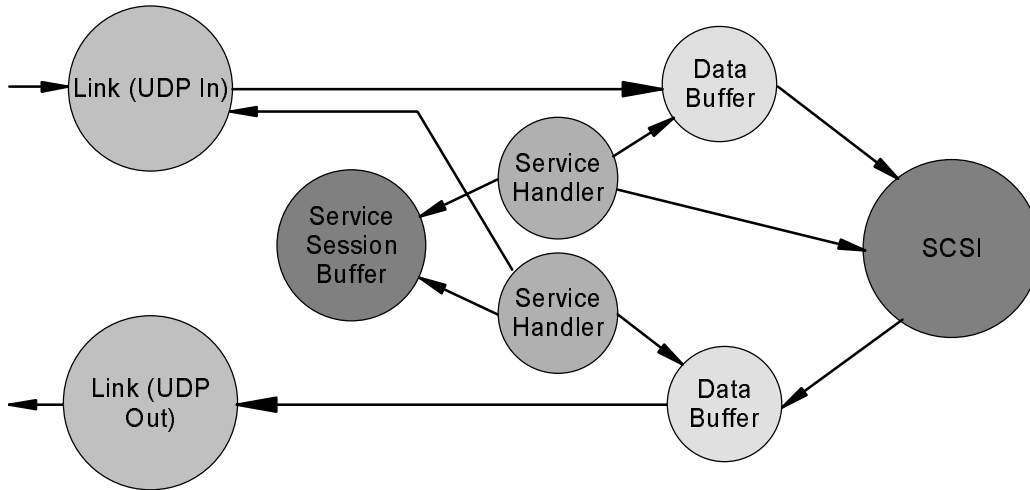 Link (UDP In)
Data
Buffer
Service
Handler
Service
Session
Buffer
SCSI
Service
Handler
Link (UDP
Out)
Data
Buffer